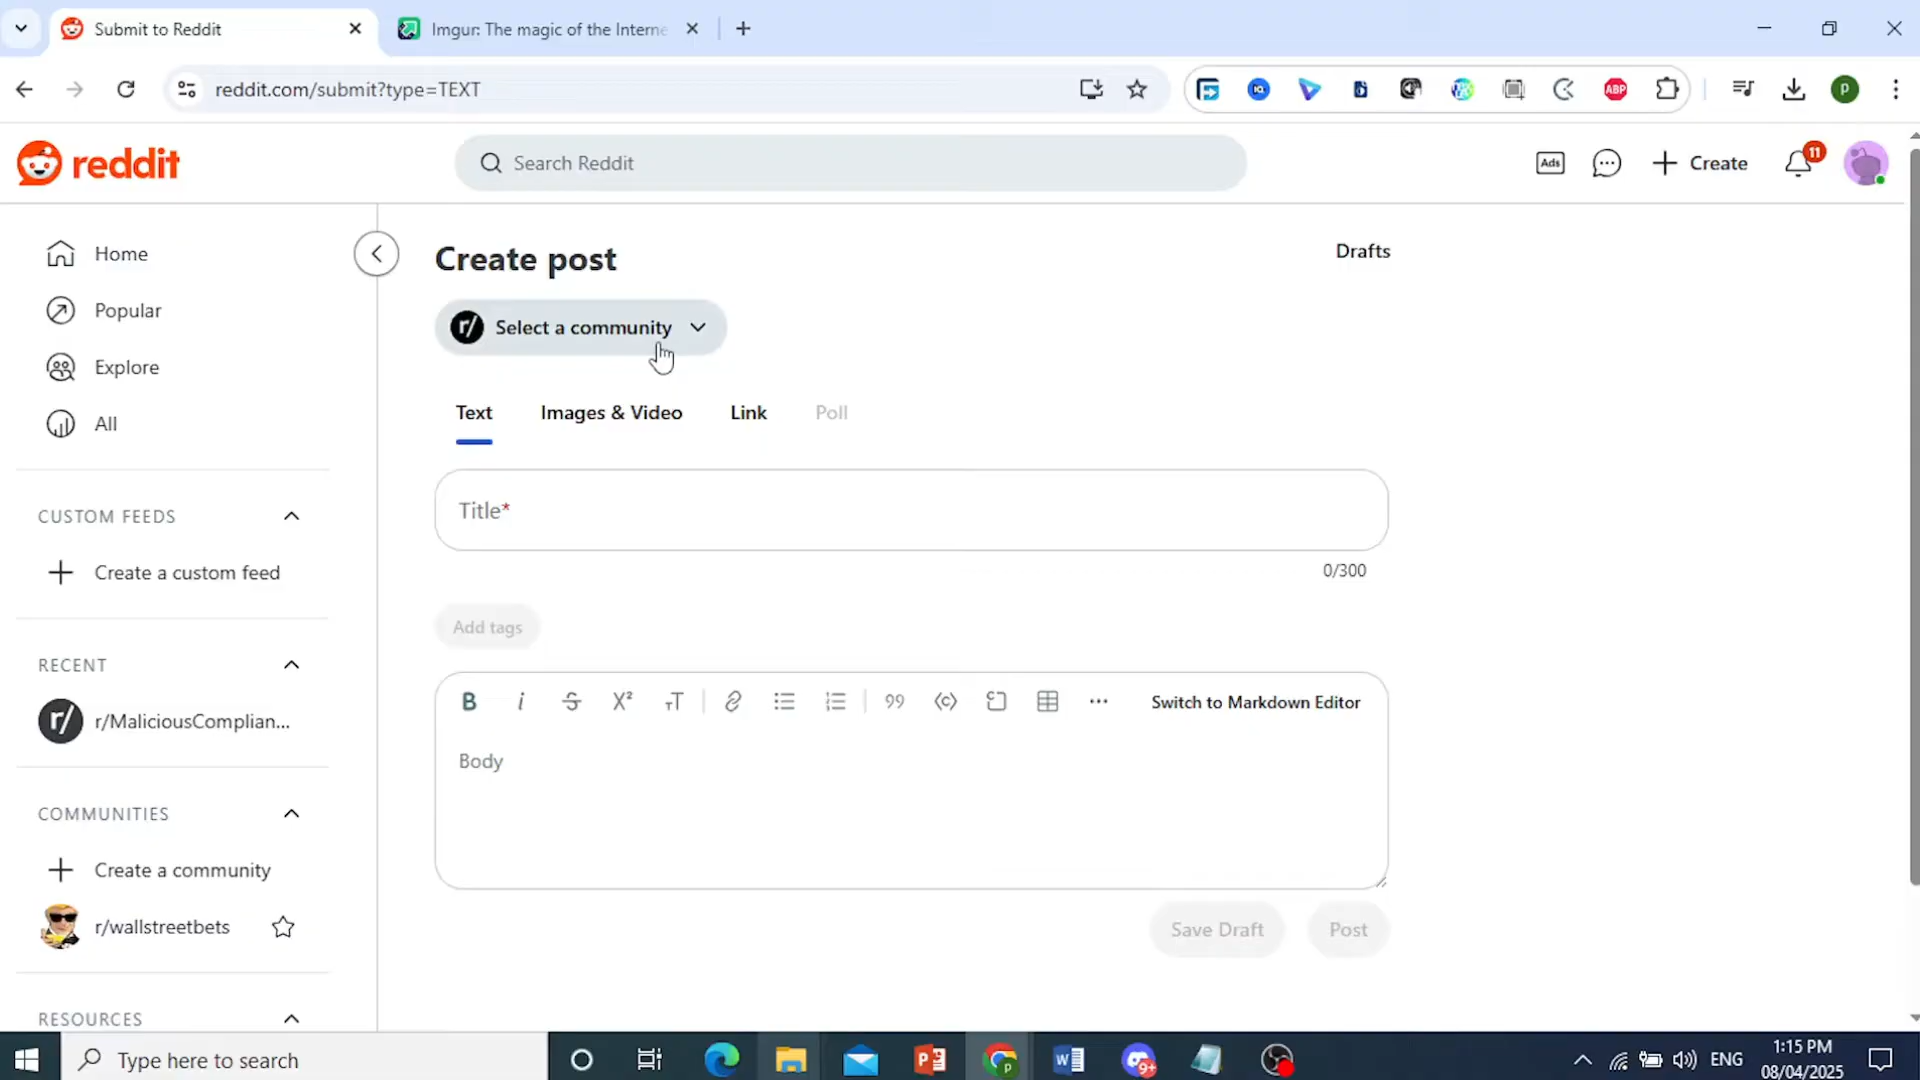 Submit to Reddit
Imgur: The magic of the Interne
reddit.com/submit?type=TEXT
ABP
P
reddit
Search Reddit
Ads
Create
11
Home
Popular
Explore
All
CUSTOM FEEDS
Create a custom feed
RECENT
r/ r/MaliciousComplian...
COMMUNITIES
Create a community
r/wallstreetbets
RESOURCES
Create post
Drafts
r/ Select a community
Text Images & Video Link Poll
Title*
0/300
Add tags
B i Switch to Markdown Editor
Body
Save Draft Post
Type here to search
9+
ENG
1:15 PM
08/04/2025